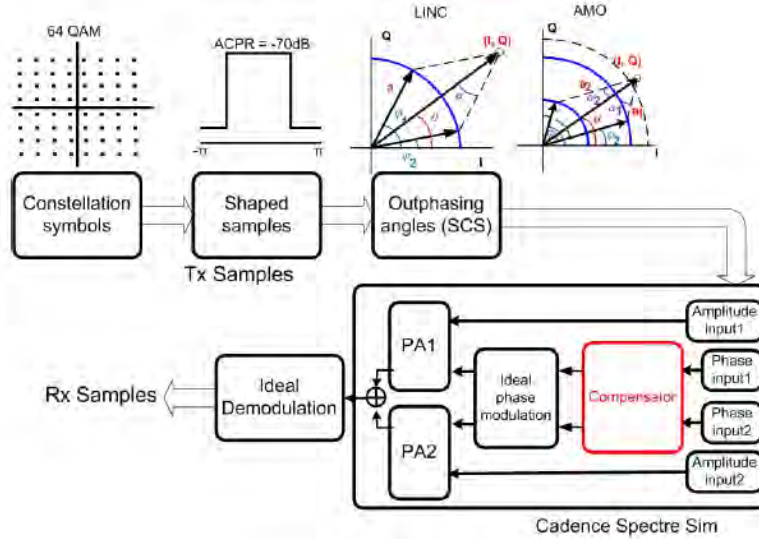 64 QAM
ACPR = -70dB
-π
π
LINC
Q
(I, Q)
a
I
AMO
Q
(I, Q)
I
Constellation
symbols
Shaped
samples
Outphasing
angles (SCS)
Tx Samples
PA1
PA2
Ideal
phase
modulation
Compensator
Amplitude
input1
Phase
input1
Phase
input2
Amplitude
input2
Ideal
Demodulation
Rx Samples
Cadence Spectre Sim